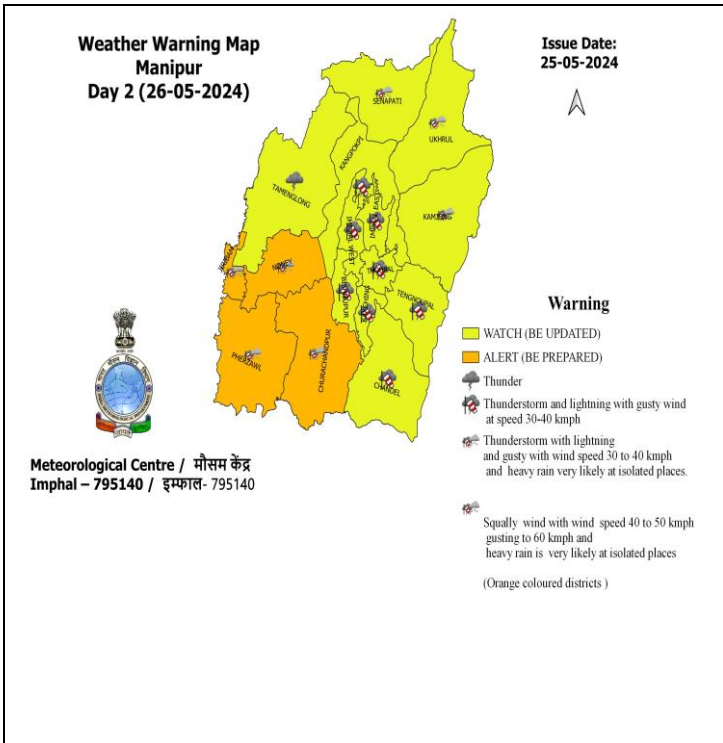 Weather Warning Map
Manipur
Day 2 (26-05-2024)
Issue Date:
25-05-2024
SENAPATI
UKHRUL
KANGPOKPI
TAMENGLONG
EAST
KAMJONG
WEST
JIRIBAM
NONEY
BISHNUPUR
TENGNOUPAL
PHERZAWL
CHURACHANDPUR
CHANDEL
Warning
WATCH (BE UPDATED)
ALERT (BE PREPARED)
Thunder
Thunderstorm and lightning with gusty wind
at speed 30-40 kmph
Thunderstorm with lightning
and gusty with wind speed 30 to 40 kmph
and heavy rain very likely at isolated places.
Squally wind with wind speed 40 to 50 kmph
gusting to 60 kmph and
heavy rain is very likely at isolated places
(Orange coloured districts )
Meteorological Centre / मौसम केंद्र
Imphal – 795140 / इम्फाल- 795140